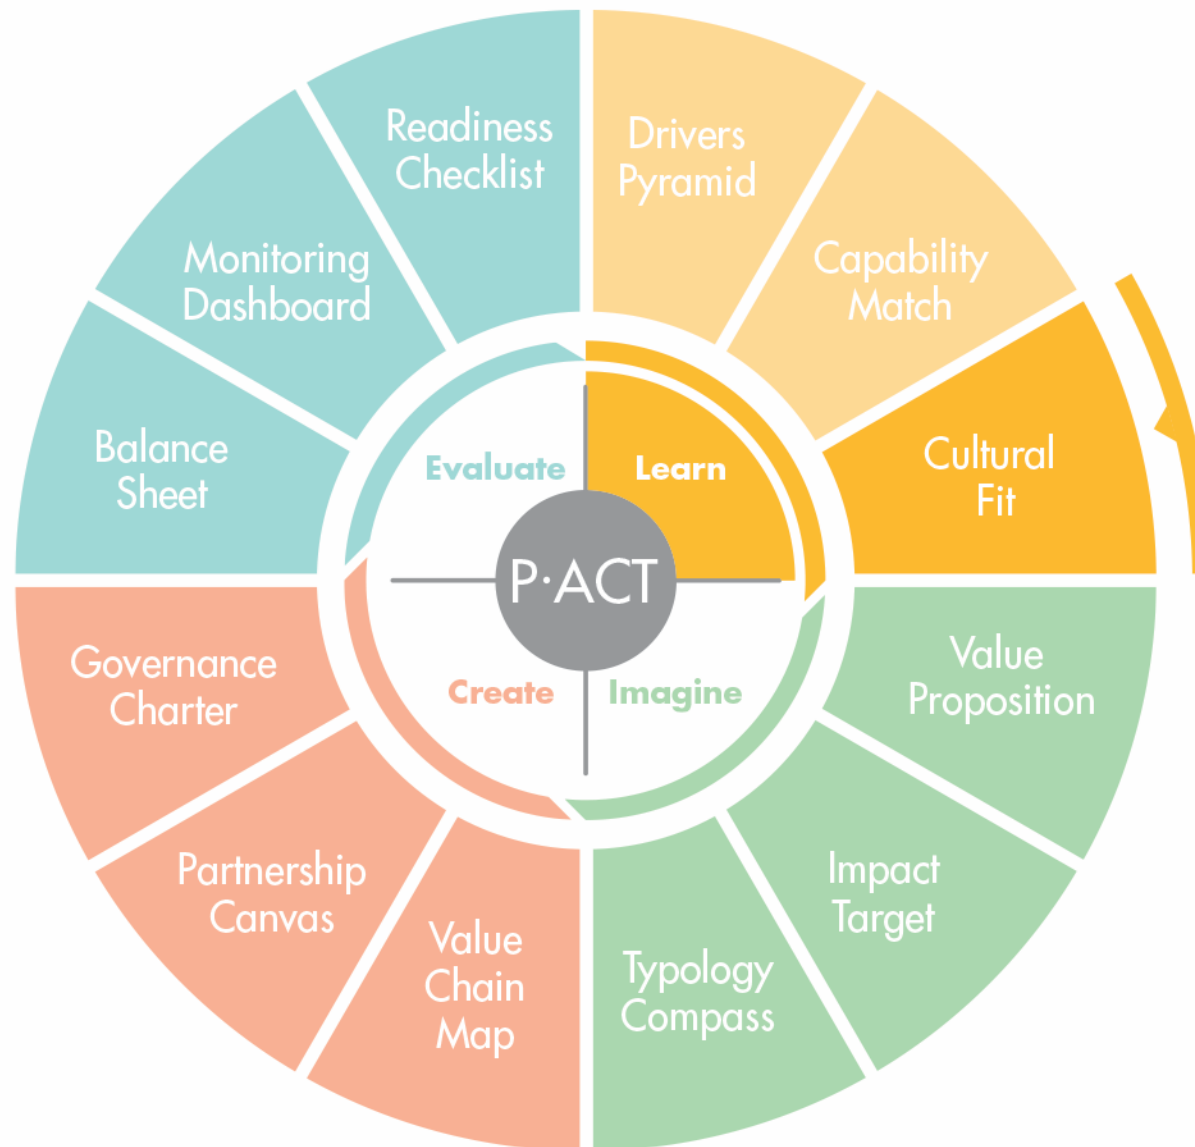 Readiness
Checklist
Drivers
Pyramid
Monitoring
Dashboard
Capability
Match
Balance
Sheet
Cultural
Fit
Evaluate
Learn
P·ACT
Create
Imagine
Governance
Charter
Value
Proposition
Partnership
Canvas
Impact
Target
Value
Chain
Map
Typology
Compass